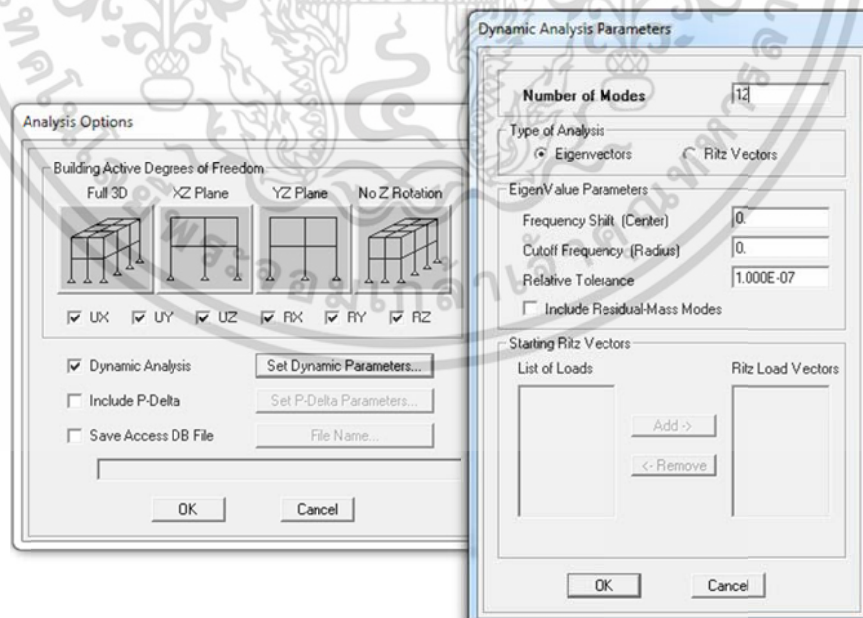 Analysis Options
Building Active Degrees of Freedom
Full 3D XZ Plane YZ Plane No Z Rotation
UX UY UZ RX RY RZ
Dynamic Analysis Set Dynamic Parameters...
Include P-Delta Set P-Delta Parameters...
Save Access DB File File Name...
OK Cancel
Dynamic Analysis Parameters
Number of Modes 12
Type of Analysis
Eigenvectors Ritz Vectors
EigenValue Parameters
Frequency Shift (Center) 0.
Cutoff Frequency (Radius) 0.
Relative Tolerance 1.000E-07
Include Residual-Mass Modes
Starting Ritz Vectors
List of Loads Ritz Load Vectors
Add ->
<- Remove
OK Cancel